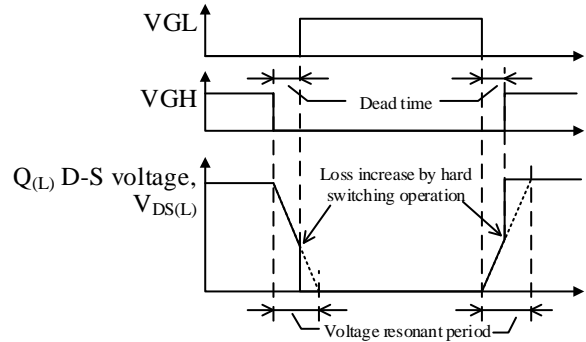 VGL
VGH
Dead time
Q(L) D-S voltage,
VDS(L)
Loss increase by hard
switching operation
Voltage resonant period